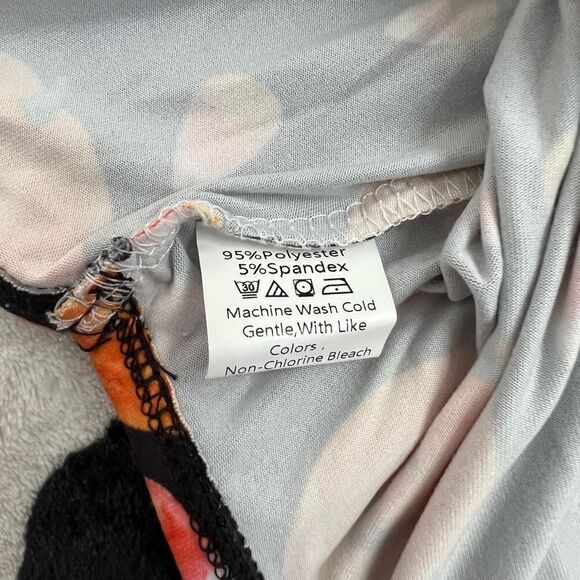 95%Polyester
5%Spandex
30
Machine Wash Cold
Gentle,With Like
Colors ,
Non-Chlorine Bleach